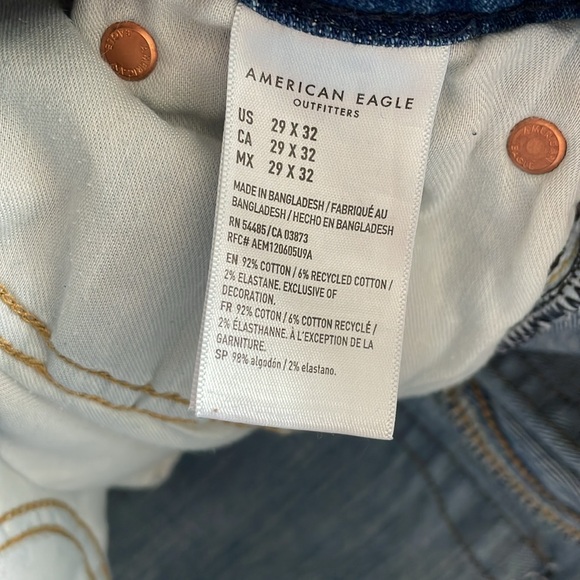 AMERICAN EAGLE
OUTFITTERS
US 29 X 32
CA 29 X 32
MX 29 X 32
MADE IN BANGLADESH / FABRIQUÉ AU
BANGLADESH / HECHO EN BANGLADESH
RN 54485/CA 03873
RFC# AEM120605U9A
EN 92% COTTON / 6% RECYCLED COTTON /
2% ELASTANE. EXCLUSIVE OF
DECORATION.
FR 92% COTON / 6% COTTON RECYCLÉ /
2% ÉLASTHANNE. À L'EXCEPTION DE LA
GARNITURE.
SP 98% algodón / 2% elastano.
AMERICA